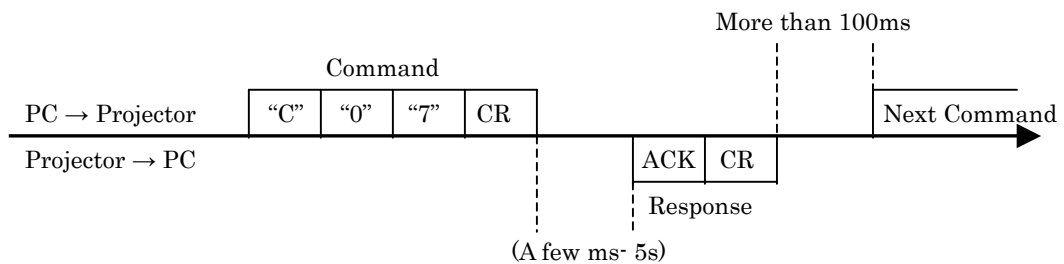 More than 100ms
Command
PC → Projector “C” “0” “7” CR Next Command
Projector → PC ACK CR
Response
(A few ms- 5s)